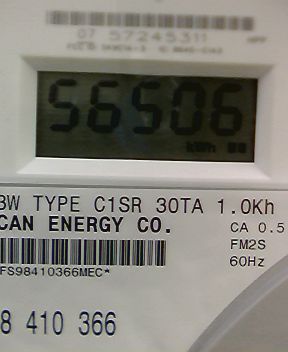 07 57245311
56506
kWh
3W TYPE C1SR 30TA 1.0Kh
CAN ENERGY CO.
CA 0.5
FM2S
60Hz
FS98410366MEC*
8 410 366